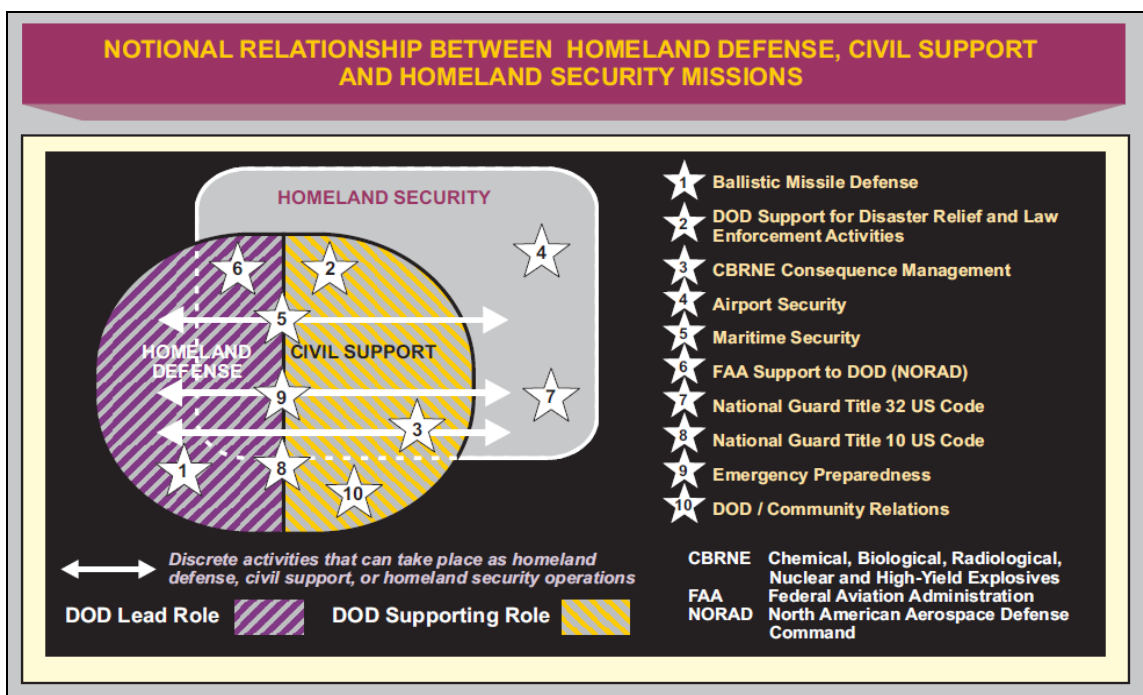 NOTIONAL RELATIONSHIP BETWEEN HOMELAND DEFENSE, CIVIL SUPPORT
AND HOMELAND SECURITY MISSIONS
HOMELAND SECURITY
6
2
4
5
HOMELAND
DEFENSE
CIVIL SUPPORT
9
7
3
1
8
10
1 Ballistic Missile Defense
2 DOD Support for Disaster Relief and Law
Enforcement Activities
3 CBRNE Consequence Management
4 Airport Security
5 Maritime Security
6 FAA Support to DOD (NORAD)
7 National Guard Title 32 US Code
8 National Guard Title 10 US Code
9 Emergency Preparedness
10 DOD / Community Relations
Discrete activities that can take place as homeland
defense, civil support, or homeland security operations
DOD Lead Role
DOD Supporting Role
CBRNE Chemical, Biological, Radiological,
Nuclear and High-Yield Explosives
FAA Federal Aviation Administration
NORAD North American Aerospace Defense
Command